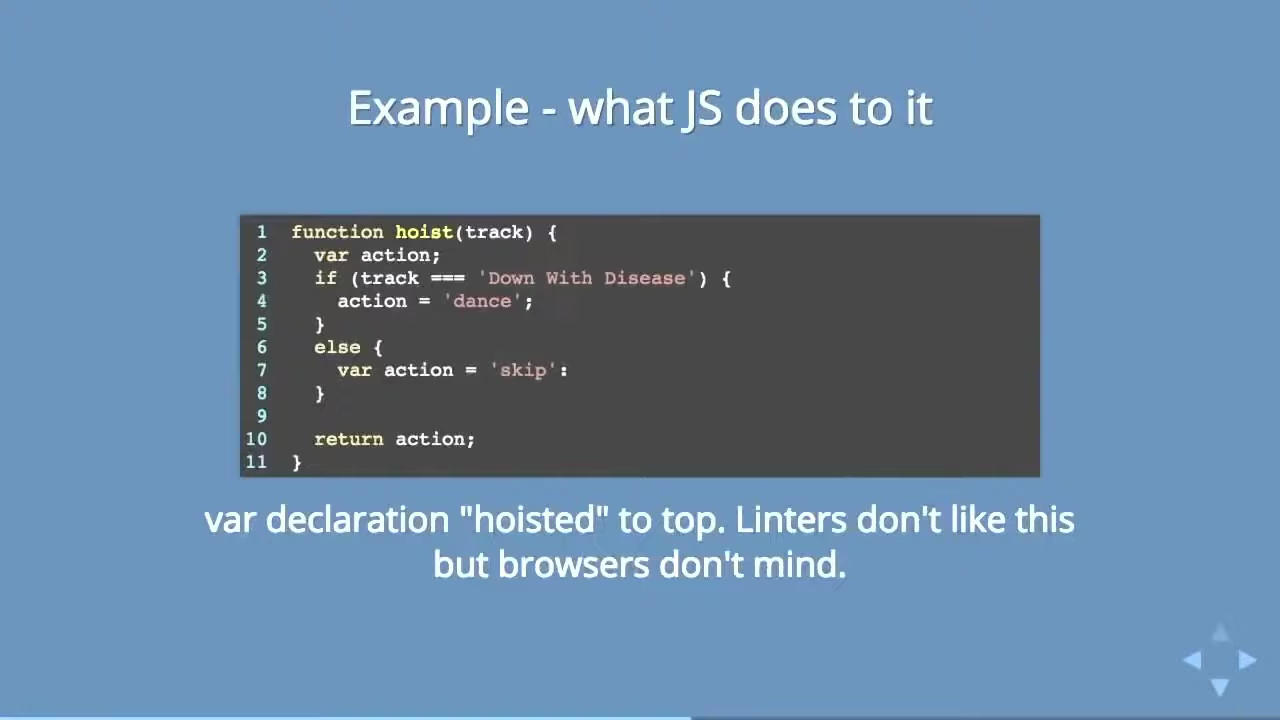 Example - what JS does to it
1 function hoist(track) {
2 var action;
3 if (track === 'Down With Disease') {
4 action = 'dance';
5 }
6 else {
7 var action = 'skip':
8 }
9
10 return action;
11 }
var declaration "hoisted" to top. Linters don't like this
but browsers don't mind.